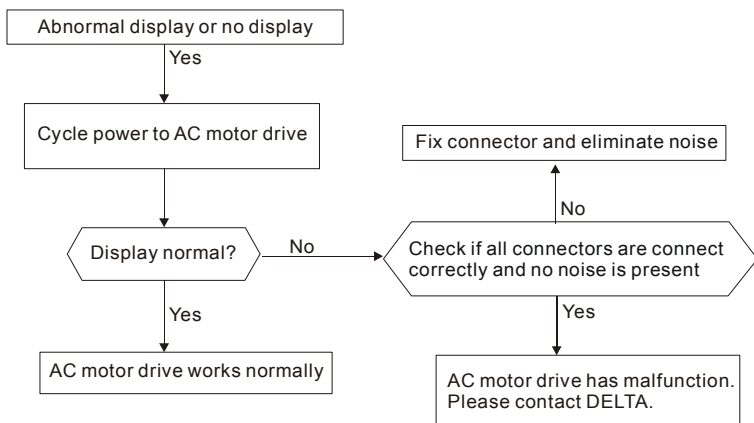 Abnormal display or no display
Yes
Cycle power to AC motor drive
Fix connector and eliminate noise
No
Display normal?
No
Check if all connectors are connect
correctly and no noise is present
Yes
Yes
AC motor drive works normally
AC motor drive has malfunction.
Please contact DELTA.